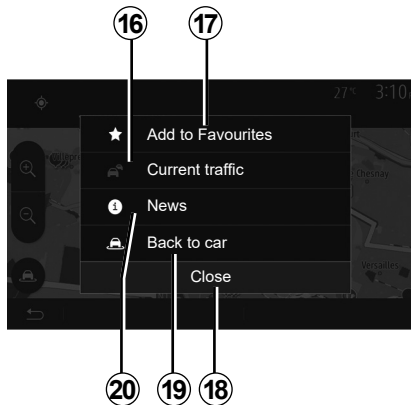 16 17
27 °C 3:10
Add to Favourites
Current traffic
News
Back to car
Close
Chesnay
Versailles
20 19 18